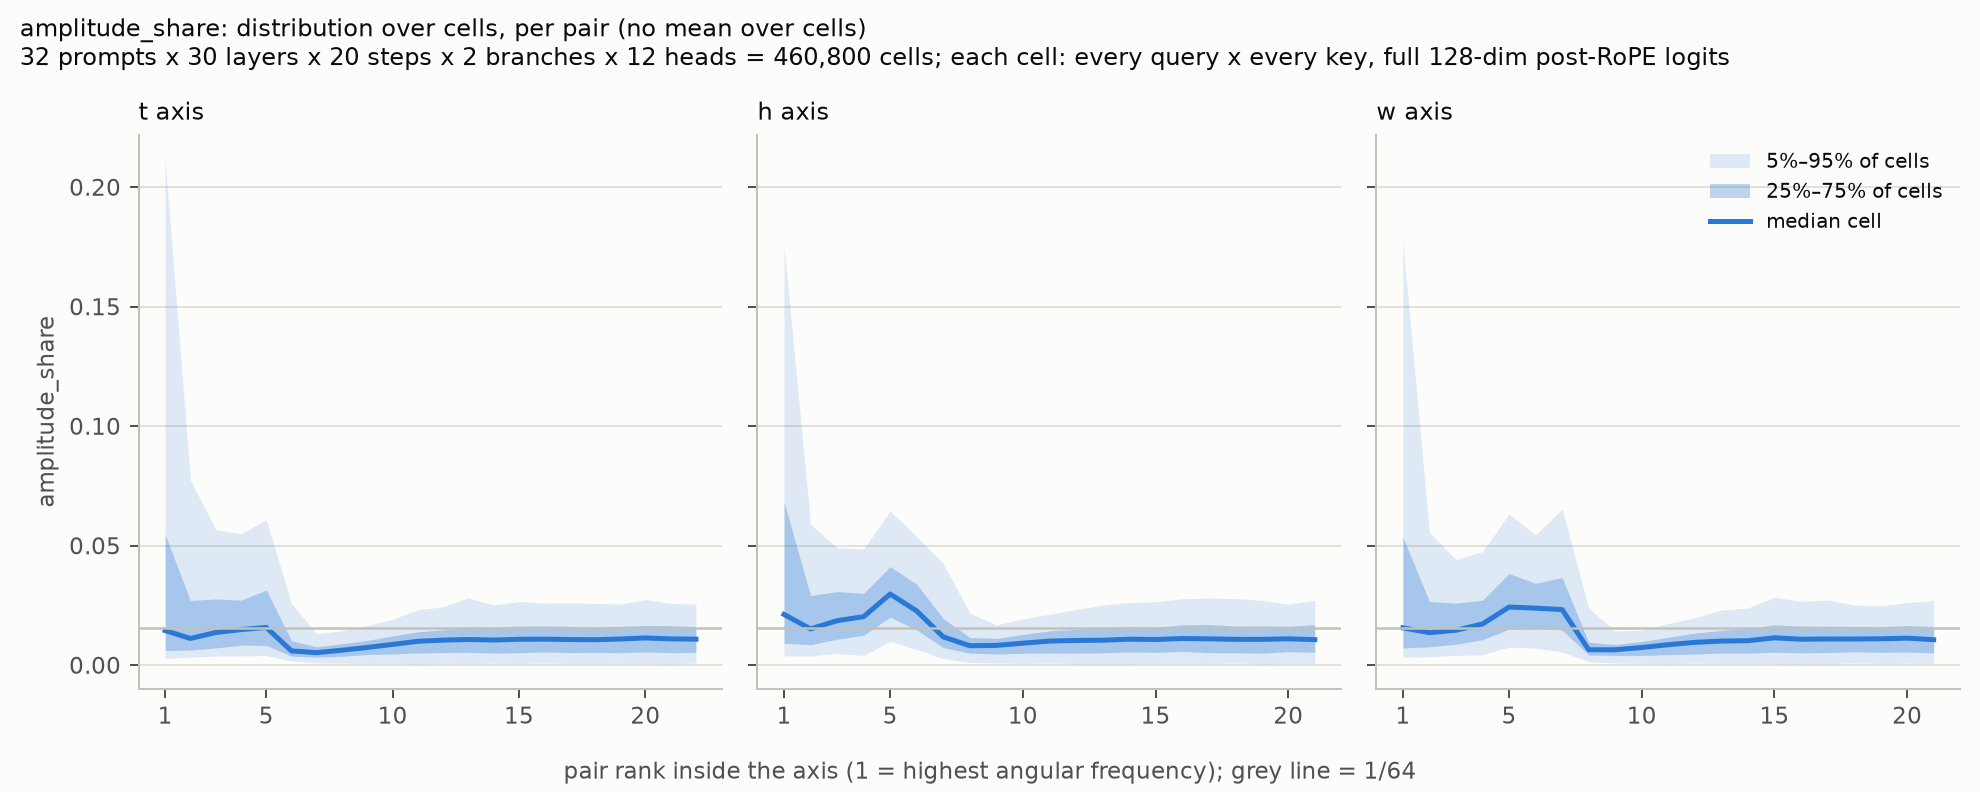 amplitude_share: distribution over cells, per pair (no mean over cells)
32 prompts x 30 layers x 20 steps x 2 branches x 12 heads = 460,800 cells; each cell: every query x every key, full 128-dim post-RoPE logits
t axis
h axis
w axis
5%–95% of cells
25%–75% of cells
median cell
amplitude_share
0.20
0.15
0.10
0.05
0.00
1 5 10 15 20
1 5 10 15 20
1 5 10 15 20
pair rank inside the axis (1 = highest angular frequency); grey line = 1/64